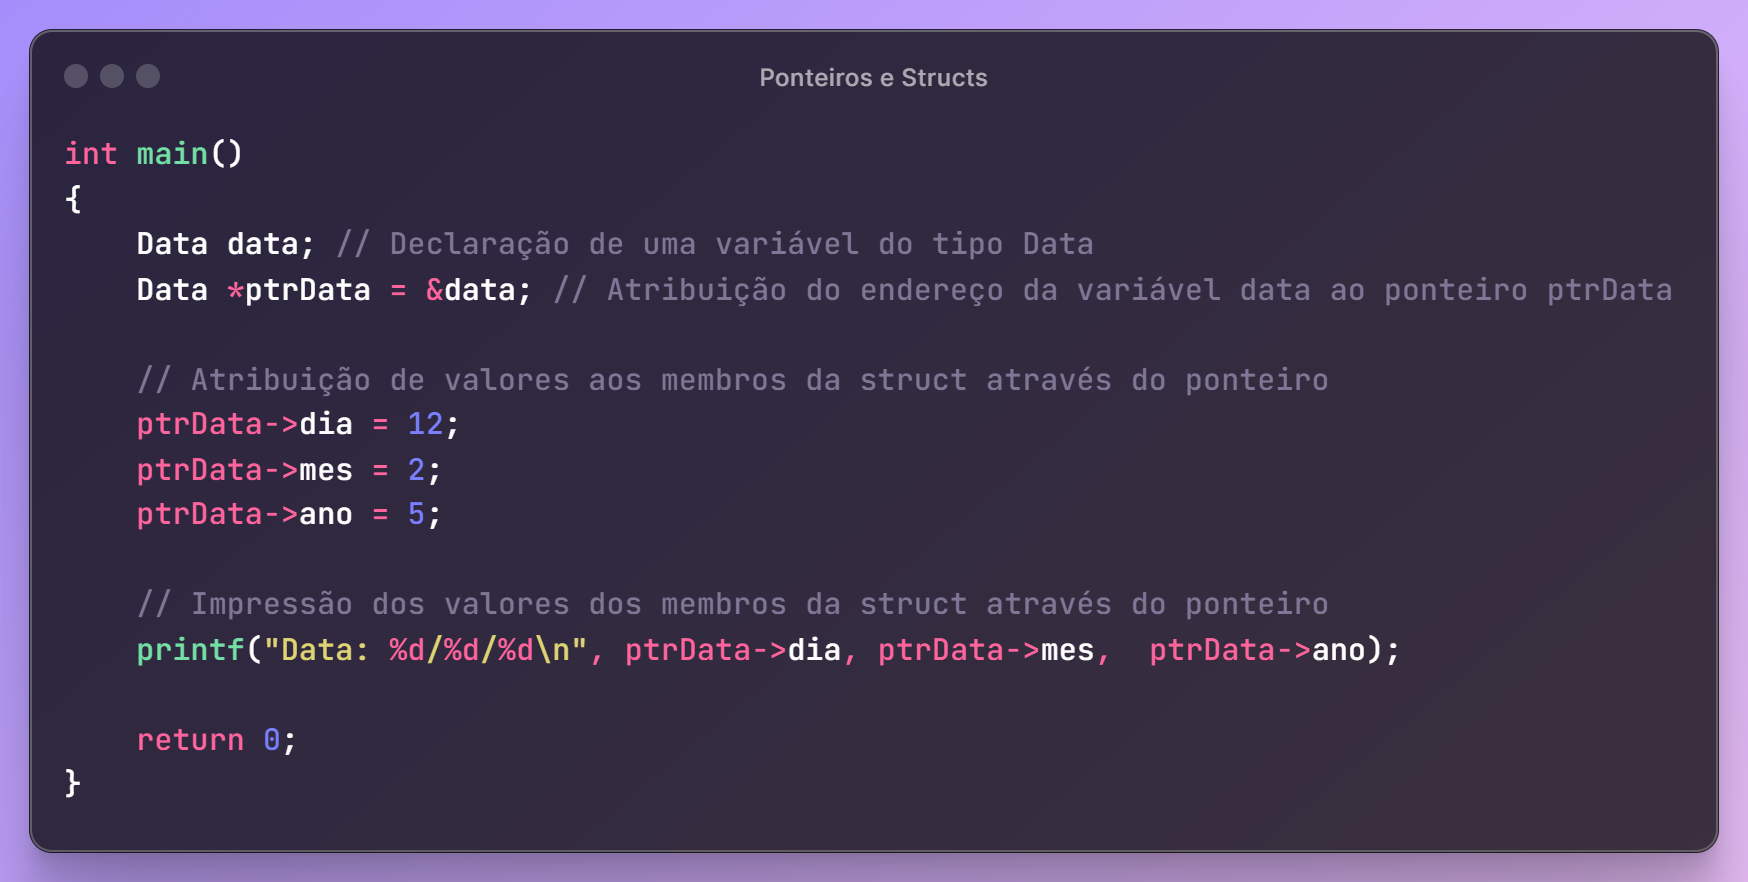 Ponteiros e Structs
int main()
{
    Data data; // Declaração de uma variável do tipo Data
    Data *ptrData = &data; // Atribuição do endereço da variável data ao ponteiro ptrData

    // Atribuição de valores aos membros da struct através do ponteiro
    ptrData->dia = 12;
    ptrData->mes = 2;
    ptrData->ano = 5;

    // Impressão dos valores dos membros da struct através do ponteiro
    printf("Data: %d/%d/%d\n", ptrData->dia, ptrData->mes,  ptrData->ano);

    return 0;
}